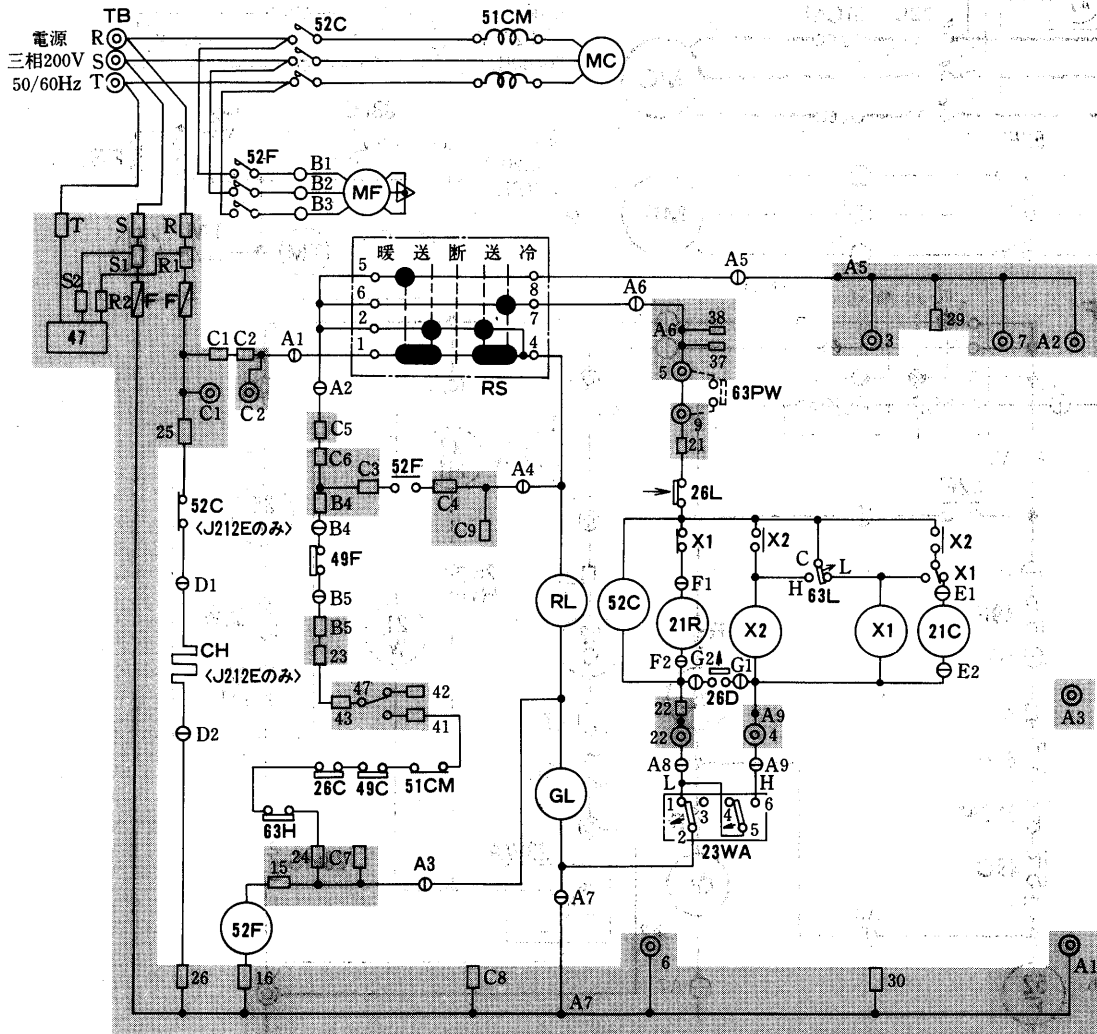 TB
電源 R
三相200V S
50/60Hz T
52C
51CM
MC
52F
B1
B2
B3
MF
T
S
R
S1
R1
S2
R2
F
F
47
暖 送 断 送 冷
5
8
6
7
2
1
4
RS
A5
A5
A6
A6
38
37
5
63PW
9
21
3
29
7
A2
C1
C2
A1
C1
C2
25
A2
C5
C6
C3
52F
C4
A4
B4
C9
B4
49F
B5
B5
23
52C
〈J212Eのみ〉
D1
CH
〈J212Eのみ〉
D2
26L
X1
X2
C
L
H
63L
X2
X1
F1
E1
RL
52C
21R
X2
X1
21C
F2
G2
G1
26D
E2
43
47
42
41
22
22
A9
4
A3
A8
A9
L
H
26C
49C
51CM
GL
1
3
4
6
2
5
23WA
63H
24
C7
15
A3
A7
52F
26
16
C8
A7
6
30
A1